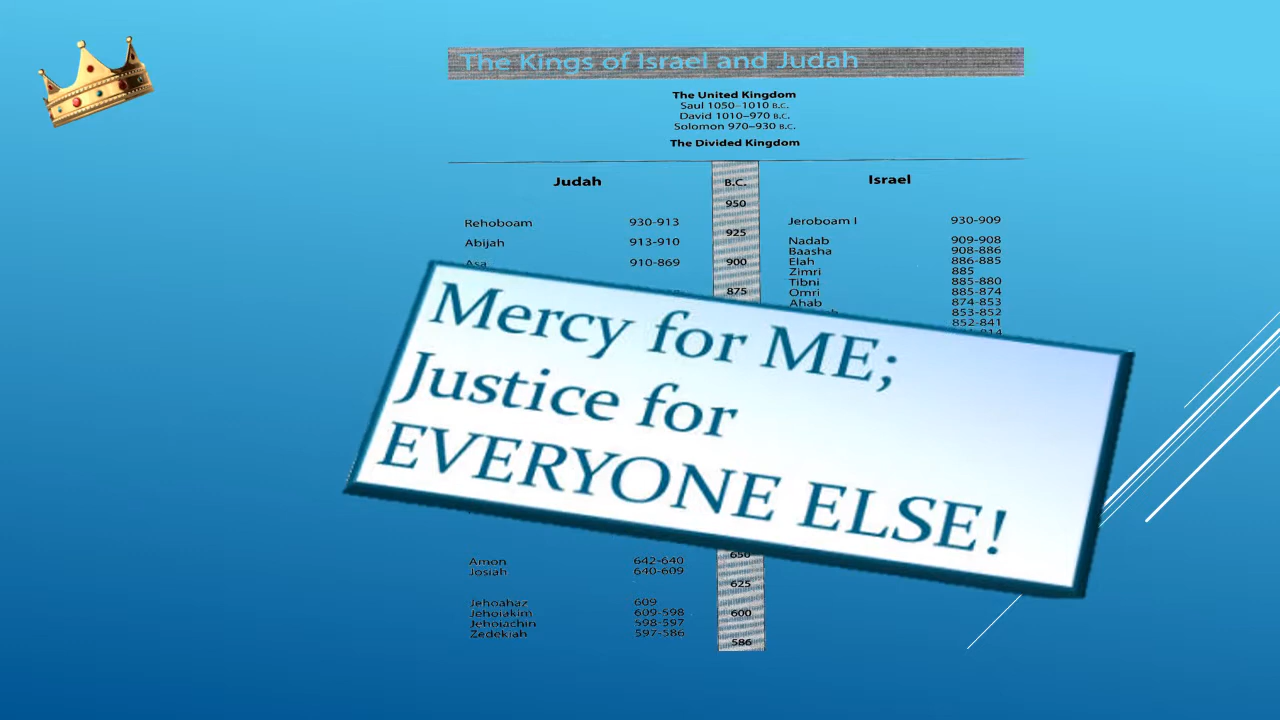 The Kings of Israel and Judah
The United Kingdom
Saul 1050–1010 B.C.
David 1010–970 B.C.
Solomon 970–930 B.C.
The Divided Kingdom
Judah B.C. Israel
950
Rehoboam 930-913 Jeroboam I 930-909
925
Abijah 913-910 Nadab 909-908
Baasha 908-886
Asa 910-869 900 Elah 886-885
Zimri 885
Tibni 885-880
875 Omri 885-874
Ahab 874-853
853-852
852-841
Mercy for ME;
Justice for
EVERYONE ELSE!
650
Amon 642-640
Josiah 640-609
625
Jehoahaz 609
Jehoiakim 609-598 600
Jehoiachin 598-597
Zedekiah 597-586
586